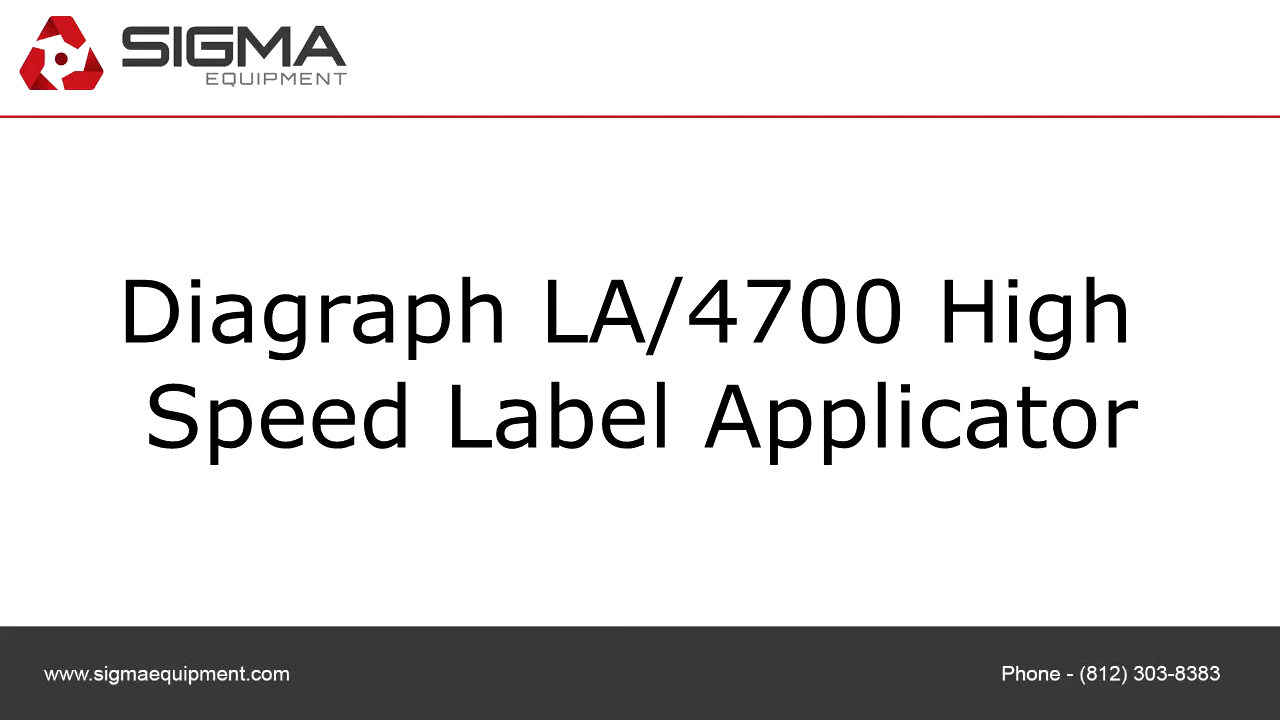 SIGMA
EQUIPMENT
Diagraph LA/4700 High
Speed Label Applicator
www.sigmaequipment.com
Phone - (812) 303-8383